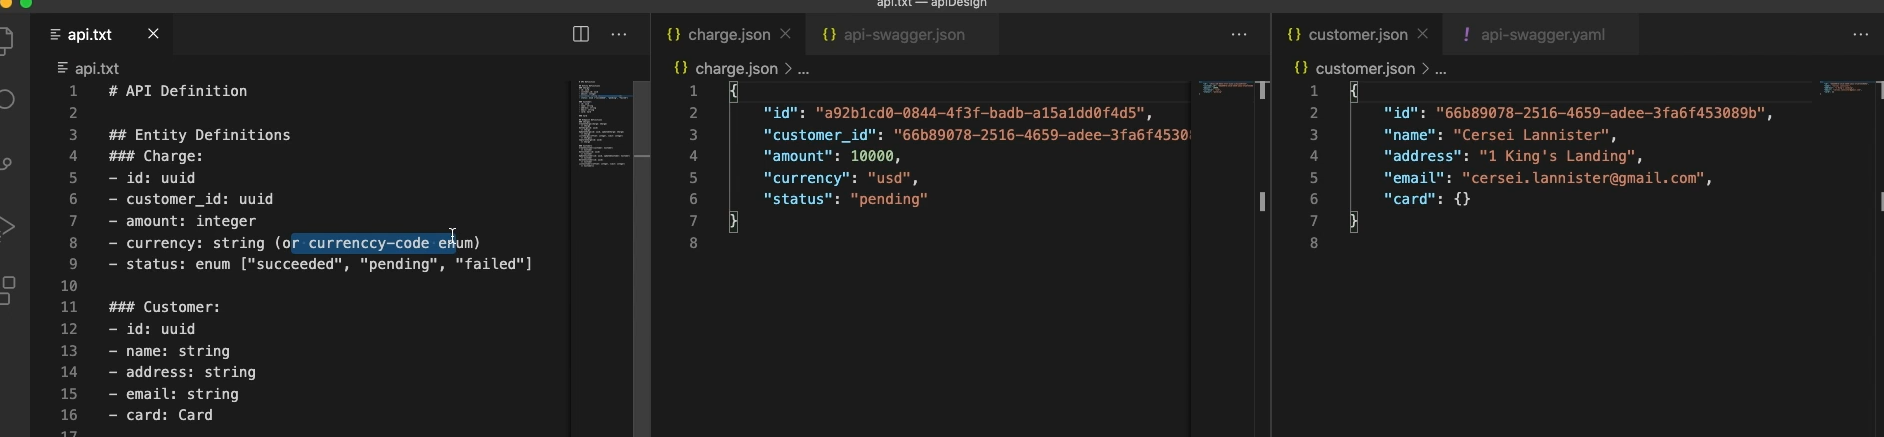 api.txt — apiDesign
api.txt
charge.json
api-swagger.json
customer.json
api-swagger.yaml
api.txt
1 # API Definition
2
3 ## Entity Definitions
4 ### Charge:
5 - id: uuid
6 - customer_id: uuid
7 - amount: integer
8 - currency: string (or currenccy-code enum)
9 - status: enum ["succeeded", "pending", "failed"]
10
11 ### Customer:
12 - id: uuid
13 - name: string
14 - address: string
15 - email: string
16 - card: Card
17
charge.json > ...
1 {
2 "id": "a92b1cd0-0844-4f3f-badb-a15a1dd0f4d5",
3 "customer_id": "66b89078-2516-4659-adee-3fa6f45308
4 "amount": 10000,
5 "currency": "usd",
6 "status": "pending"
7 }
8
customer.json > ...
1 {
2 "id": "66b89078-2516-4659-adee-3fa6f453089b",
3 "name": "Cersei Lannister",
4 "address": "1 King's Landing",
5 "email": "cersei.lannister@gmail.com",
6 "card": {}
7 }
8